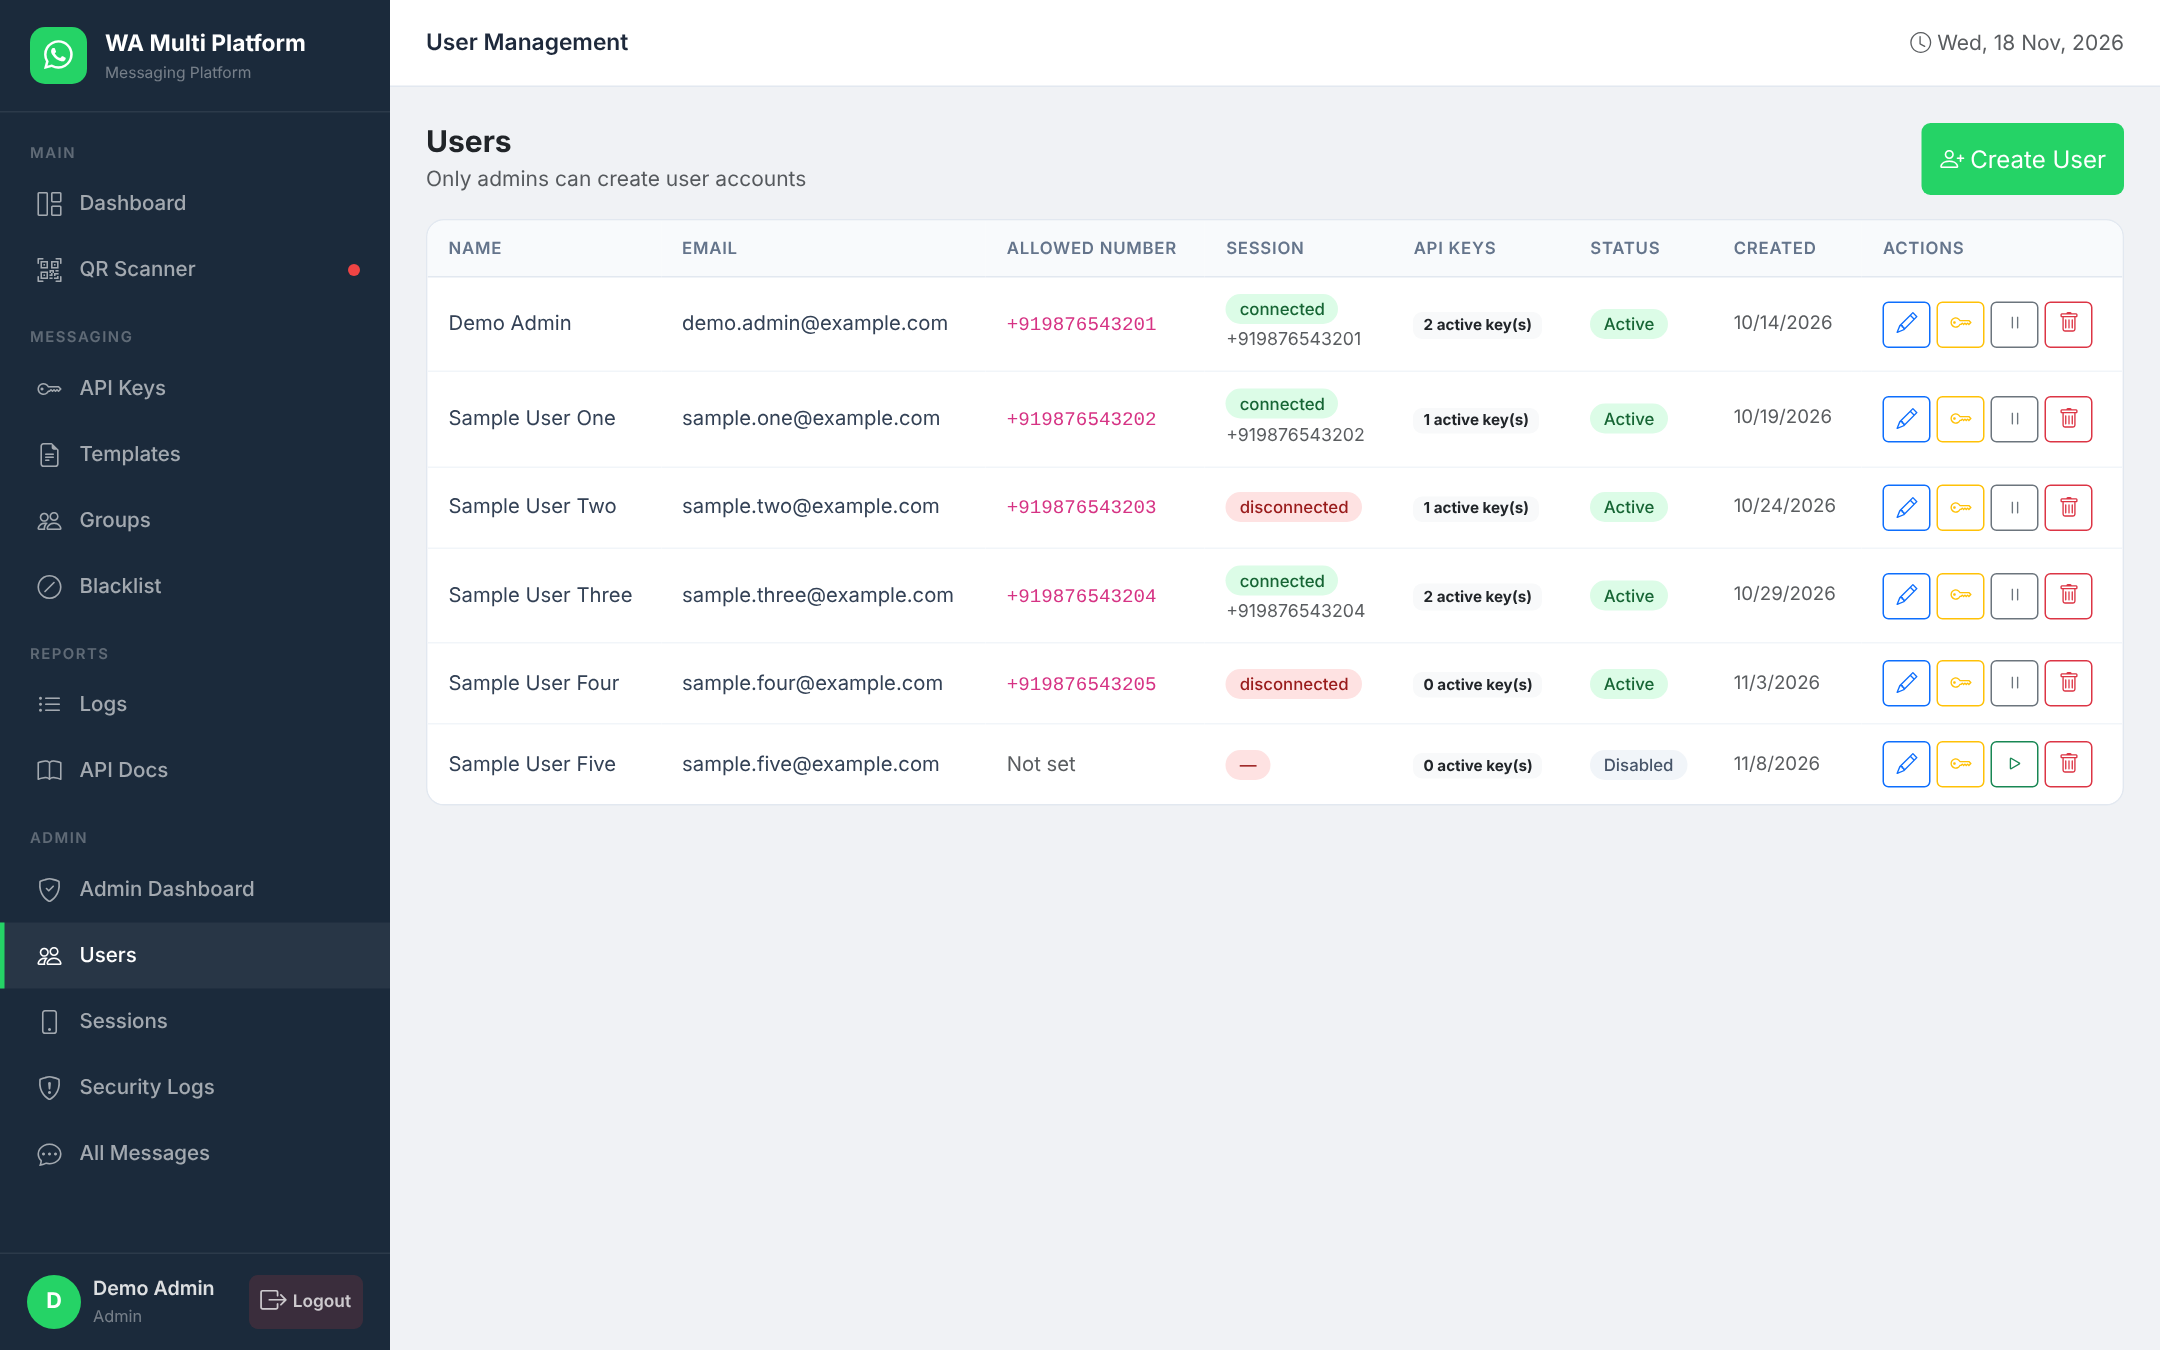 WA Multi Platform
Messaging Platform
MAIN
Dashboard
QR Scanner
MESSAGING
API Keys
Templates
Groups
Blacklist
REPORTS
Logs
API Docs
ADMIN
Admin Dashboard
Users
Sessions
Security Logs
All Messages
D
Demo Admin
Admin
Logout
User Management
Wed, 18 Nov, 2026
Users
Only admins can create user accounts
Create User
NAME EMAIL ALLOWED NUMBER SESSION API KEYS STATUS CREATED ACTIONS
Demo Admin demo.admin@example.com +919876543201 connected +919876543201 2 active key(s) Active 10/14/2026
Sample User One sample.one@example.com +919876543202 connected +919876543202 1 active key(s) Active 10/19/2026
Sample User Two sample.two@example.com +919876543203 disconnected 1 active key(s) Active 10/24/2026
Sample User Three sample.three@example.com +919876543204 connected +919876543204 2 active key(s) Active 10/29/2026
Sample User Four sample.four@example.com +919876543205 disconnected 0 active key(s) Active 11/3/2026
Sample User Five sample.five@example.com Not set — 0 active key(s) Disabled 11/8/2026